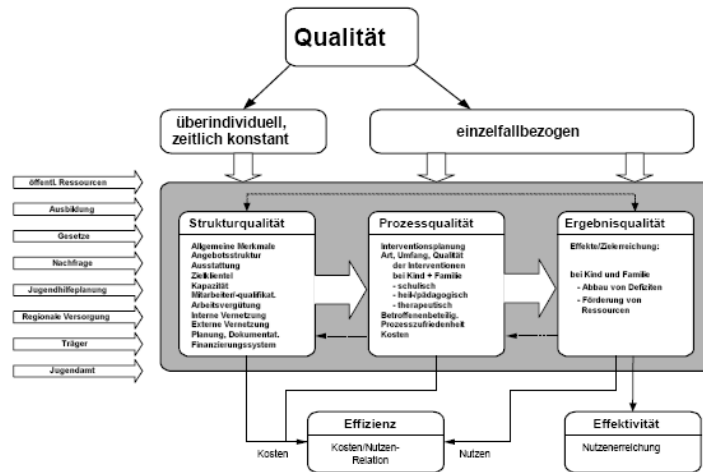 Qualität
überindividuell,
zeitlich konstant
einzelfallbezogen
öffentl. Ressourcen
Ausbildung
Gesetze
Nachfrage
Jugendhilfeplanung
Regionale Versorgung
Träger
Jugendamt
Strukturqualität
Allgemeine Merkmale
Angebotsstruktur
Ausstattung
Zielklientel
Kapazität
Mitarbeiter/-qualifikat.
Arbeitsvergütung
Interne Vernetzung
Externe Vernetzung
Planung, Dokumentat.
Finanzierungssystem
Prozessqualität
Interventionsplanung
Art, Umfang, Qualität
der Interventionen
bei Kind + Familie
- schulisch
- heil-/pädagogisch
- therapeutisch
Betroffenenbeteilig.
Prozesszufriedenheit
Kosten
Ergebnisqualität
Effekte/Zielerreichung:
bei Kind und Familie
- Abbau von Defiziten
- Förderung von
Ressourcen
Kosten
Effizienz
Kosten/Nutzen-
Relation
Nutzen
Effektivität
Nutzenerreichung